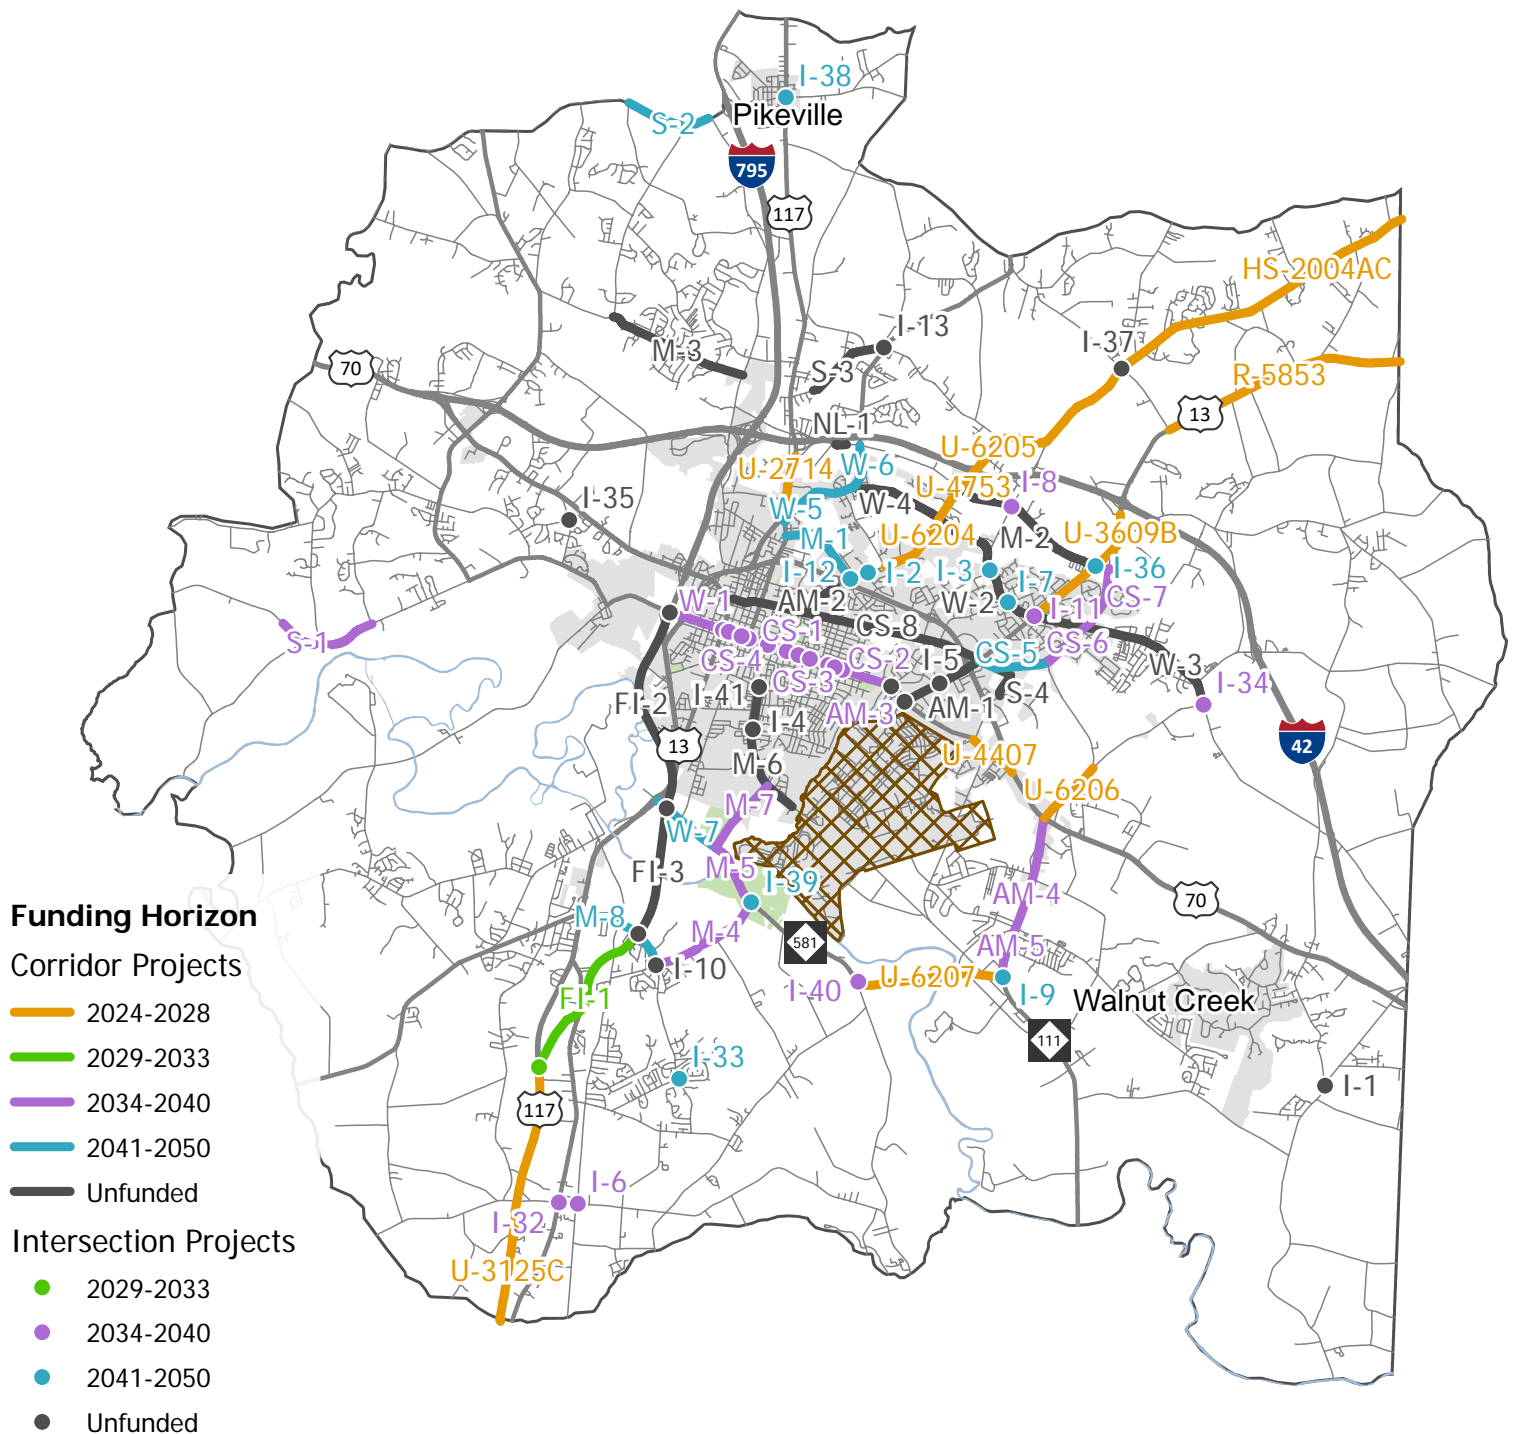 I-38
Pikeville
S-2
795
117
HS-2004AC
I-13
I-37
M-3
70
S-3
R-5853
13
NL-1
U-6205
U-2714
W-6
U-4753
I-8
I-35
W-5
W-4
M-2
U-3609B
M-1
U-6204
I-12
I-2
I-3
I-36
I-7
W-1
AM-2
W-2
I-11
CS-7
S-1
CS-1
CS-8
CS-6
CS-4
CS-2
I-5
CS-5
W-3
CS-3
I-34
FI-2
I-41
S-4
AM-3
AM-1
I-4
13
42
U-4407
M-6
U-6206
M-7
W-7
M-5
FI-3
I-39
AM-4
70
Funding Horizon
M-8
M-4
581
AM-5
Corridor Projects
I-10
U-6207
I-40
I-9
Walnut Creek
FI-1
2024-2028
111
2029-2033
I-33
I-1
2034-2040
117
2041-2050
Unfunded
I-6
I-32
Intersection Projects
U-3125C
2029-2033
2034-2040
2041-2050
Unfunded